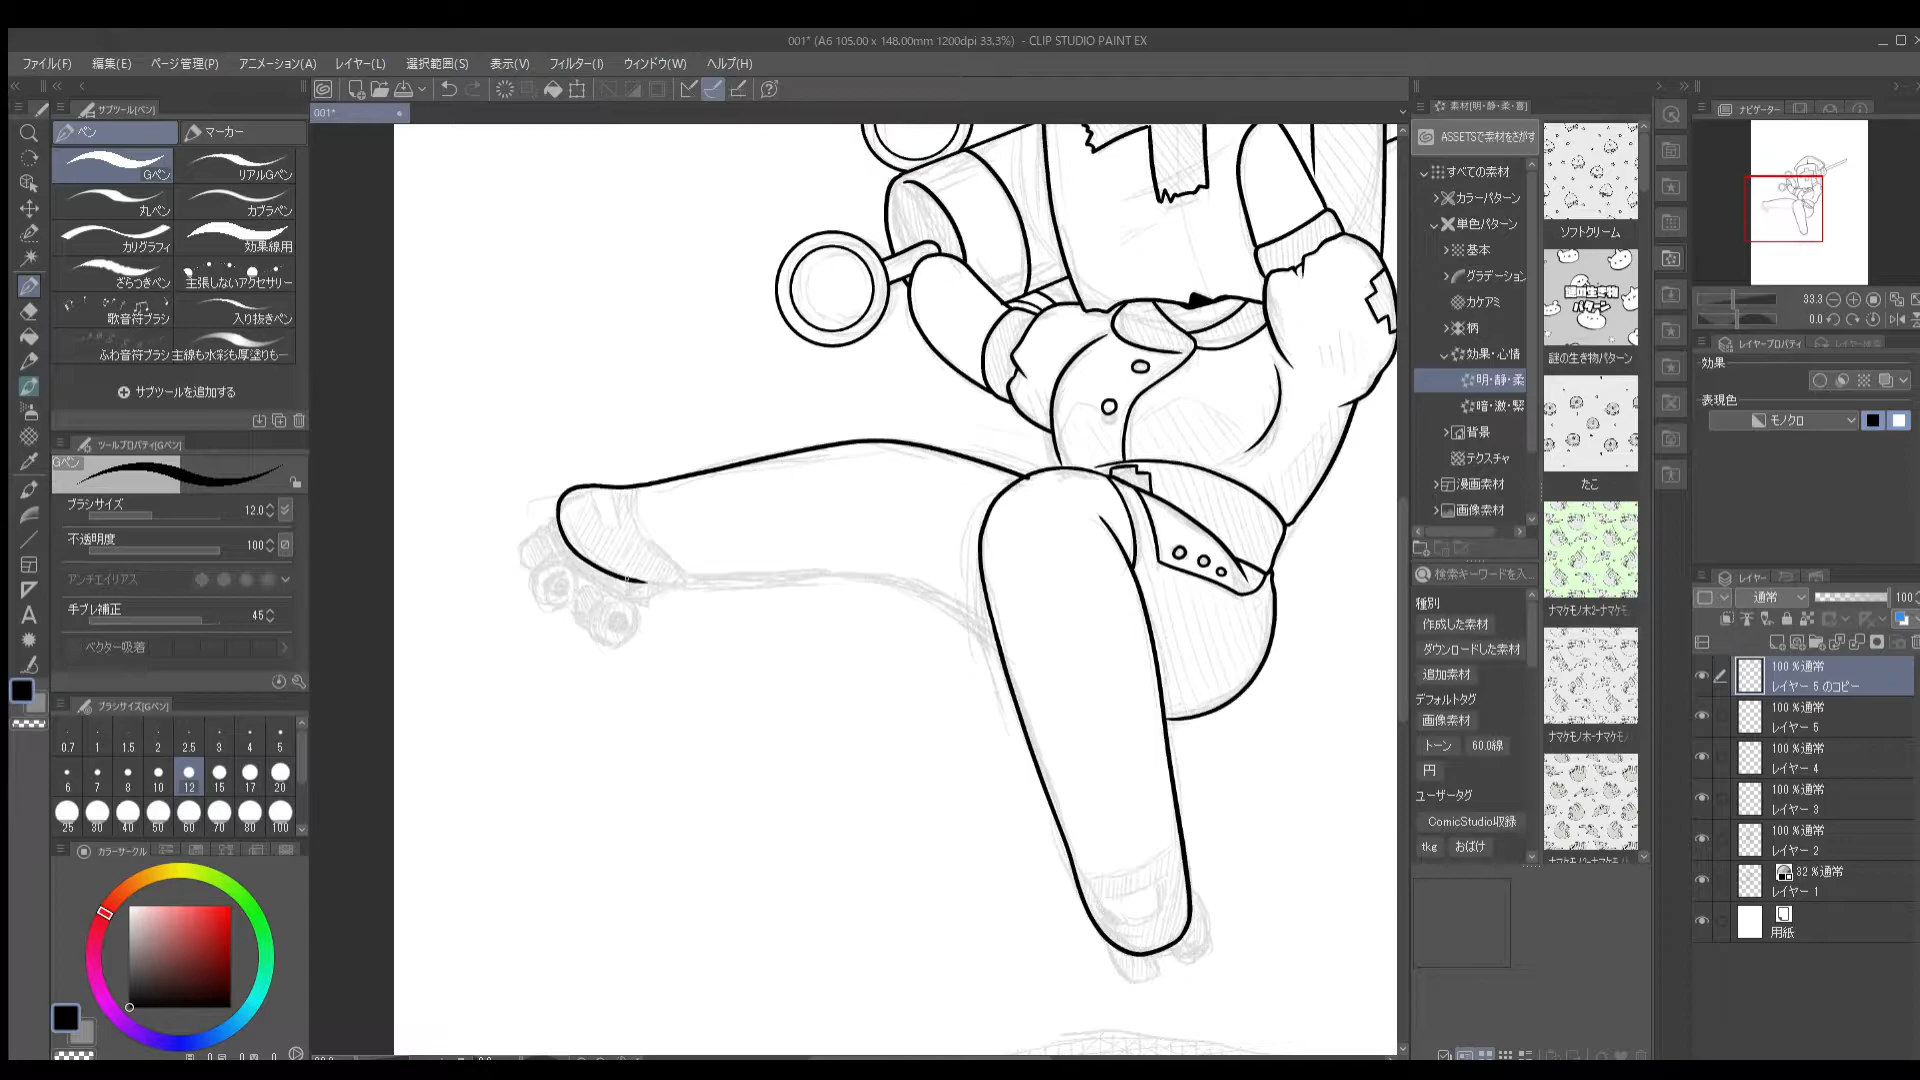 001* (A6 105.00 x 148.00mm 1200dpi 33.3%) - CLIP STUDIO PAINT EX
ファイル(F) 編集(E) ページ管理(P) アニメーション(A) レイヤー(L) 選択範囲(S) 表示(V) フィルター(I) ウィンドウ(W) ヘルプ(H)
サブツール[ペン]
001*
ペン マーカー
Gペン リアルGペン
丸ペン カブラペン
カリグラフィ 効果線用
ざらつきペン 主張しないアクセサリー
歌音符ブラシ 入り抜きペン
ふわ音符ブラシ 主線も水彩も厚塗りも一
サブツールを追加する
ツールプロパティ[Gペン]
Gペン
ブラシサイズ 12.0
不透明度 100
アンチエイリアス
手ブレ補正 45
ベクター吸着
ブラシサイズ[Gペン]
0.7 1 1.5 2 2.5 3 4 5
6 7 8 10 12 15 17 20
25 30 40 50 60 70 80 100
カラーサークル
素材[明・静・柔・喜]
ASSETSで素材をさがす
すべての素材
カラーパターン
単色パターン
基本
グラデーション
カケアミ
柄
効果・心情
明・静・柔
暗・激・緊
背景
テクスチャ
漫画素材
画像素材
検索キーワードを入...
種別
作成した素材
ダウンロードした素材
追加素材
デフォルトタグ
画像素材
トーン 60.0線
円
ユーザータグ
ComicStudio収録
tkg おばけ
ソフトクリーム
謎の生き物
パターン
謎の生き物パターン
たこ
ナマケモノ木2-ナマケモ
ナマケモノ木-ナマケモノ
ナビゲーター
33.3
0.0
レイヤープロパティ
効果
表現色
モノクロ
レイヤー
通常 100
100 %通常
レイヤー 5 のコピー
100 %通常
レイヤー 5
100 %通常
レイヤー 4
100 %通常
レイヤー 3
100 %通常
レイヤー 2
32 %通常
レイヤー 1
用紙